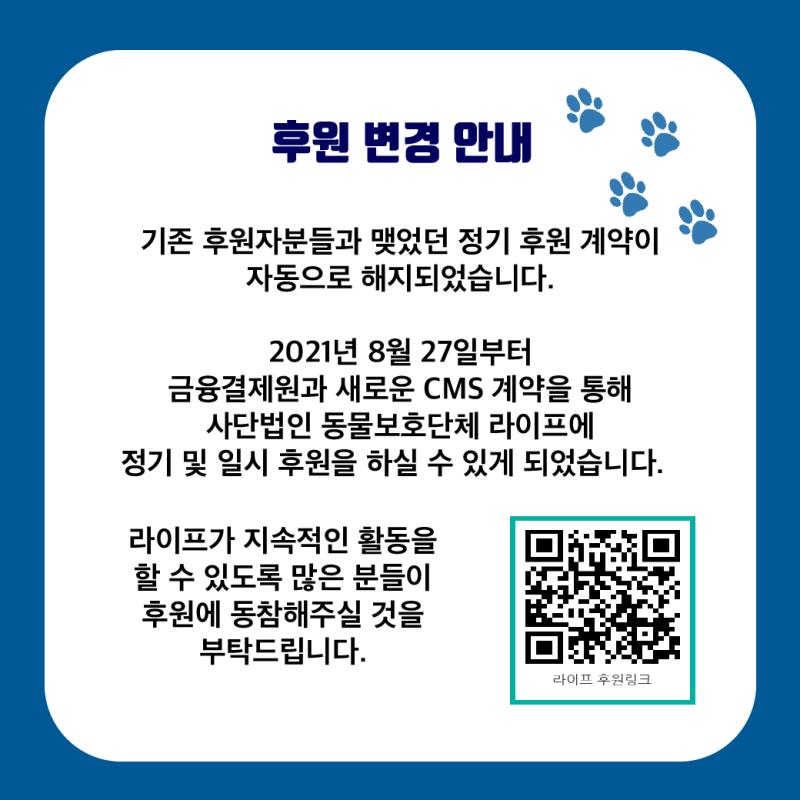 후원 변경 안내
기존 후원자분들과 맺었던 정기 후원 계약이
자동으로 해지되었습니다.
2021년 8월 27일부터
금융결제원과 새로운 CMS 계약을 통해
사단법인 동물보호단체 라이프에
정기 및 일시 후원을 하실 수 있게 되었습니다.
라이프가 지속적인 활동을
할 수 있도록 많은 분들이
후원에 동참해주실 것을
부탁드립니다.
라이프 후원링크